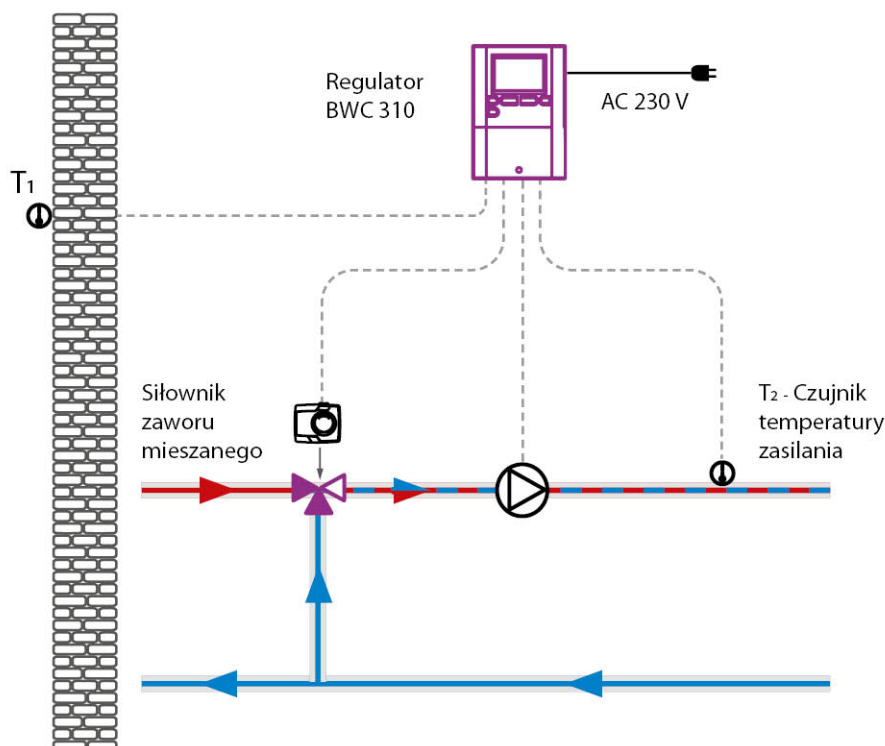 Regulator
BWC 310
AC 230 V
T₁
Siłownik
zaworu
mieszanego
T₂ - Czujnik
temperatury
zasilania